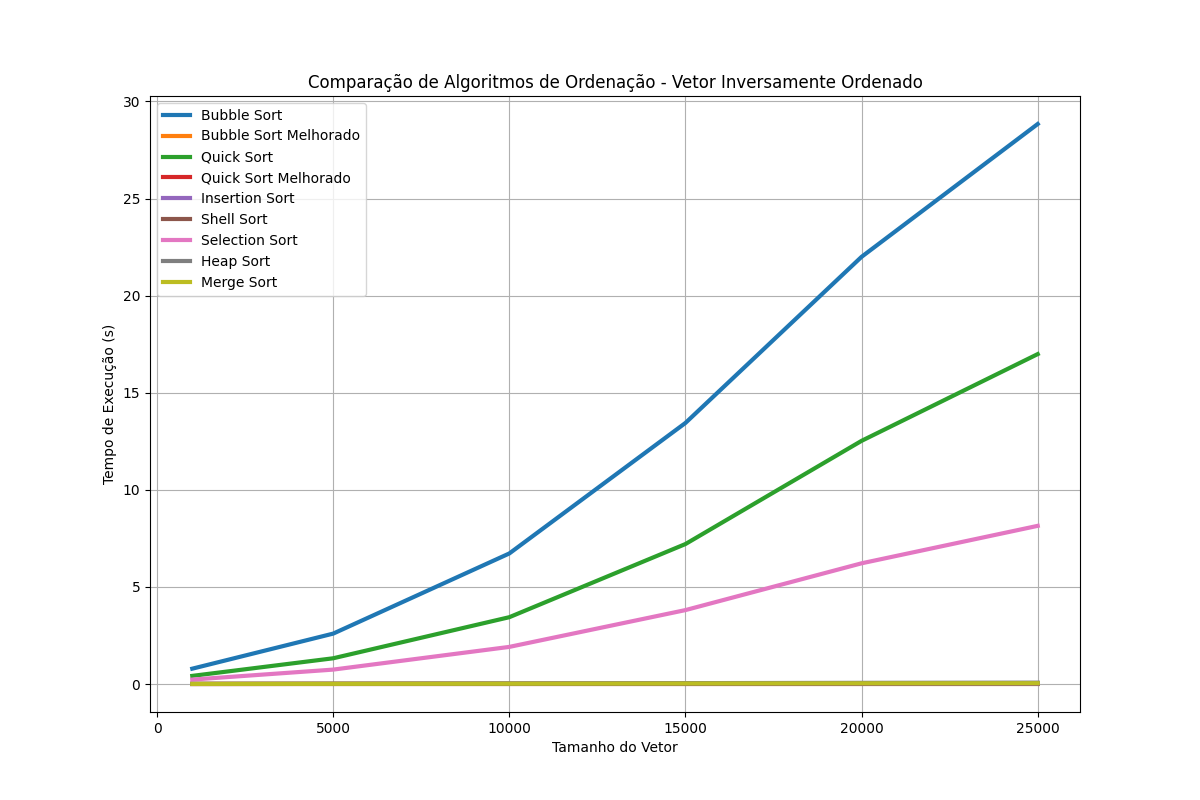 Comparação de Algoritmos de Ordenação - Vetor Inversamente Ordenado
30
25
20
15
10
5
0
Tempo de Execução (s)
Bubble Sort
Bubble Sort Melhorado
Quick Sort
Quick Sort Melhorado
Insertion Sort
Shell Sort
Selection Sort
Heap Sort
Merge Sort
0 5000 10000 15000 20000 25000
Tamanho do Vetor